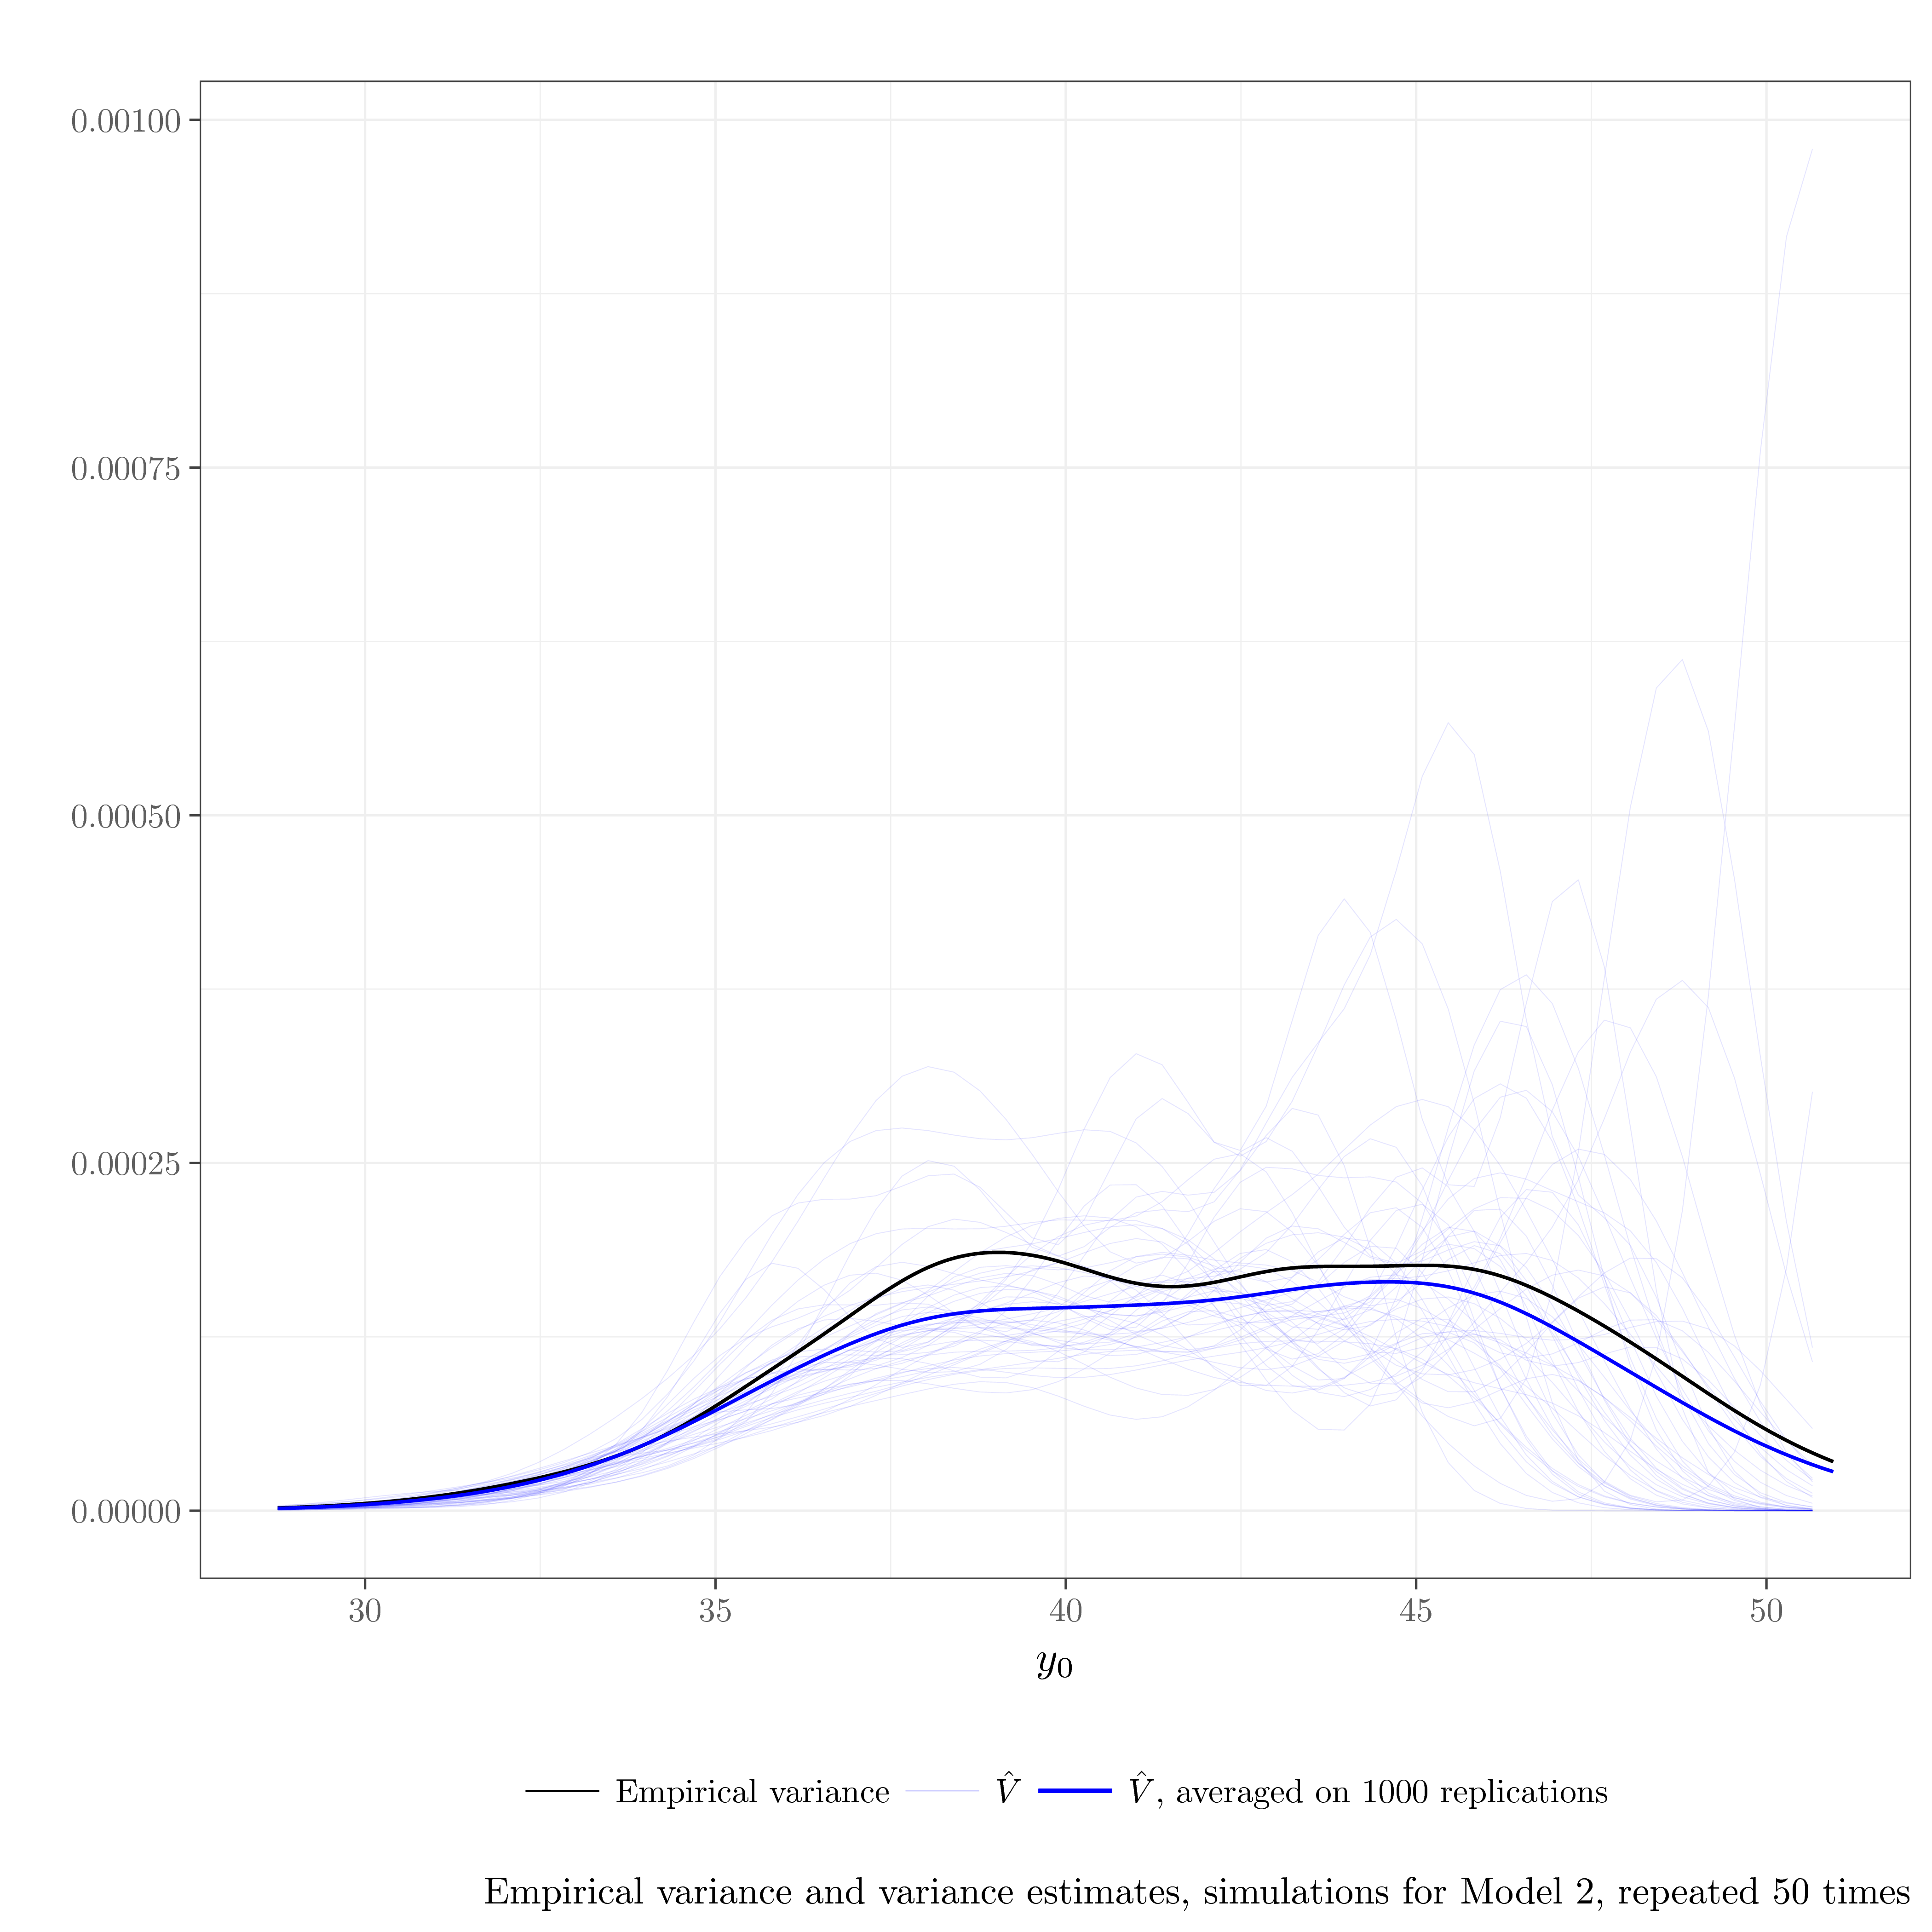 0.00100
0.00075
0.00050
0.00025
0.00000
30 35 40 45 50
y₀
Empirical variance V̂ V̂, averaged on 1000 replications
Empirical variance and variance estimates, simulations for Model 2, repeated 50 times